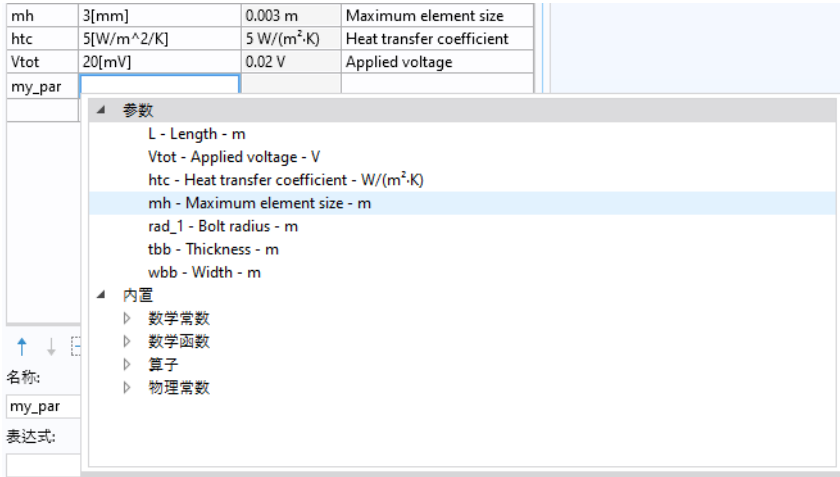 mh 3[mm] 0.003 m Maximum element size
htc 5[W/m^2/K] 5 W/(m²·K) Heat transfer coefficient
Vtot 20[mV] 0.02 V Applied voltage
my_par
参数
L - Length - m
Vtot - Applied voltage - V
htc - Heat transfer coefficient - W/(m²·K)
mh - Maximum element size - m
rad_1 - Bolt radius - m
tbb - Thickness - m
wbb - Width - m
内置
数学常数
数学函数
算子
物理常数
名称:
my_par
表达式: